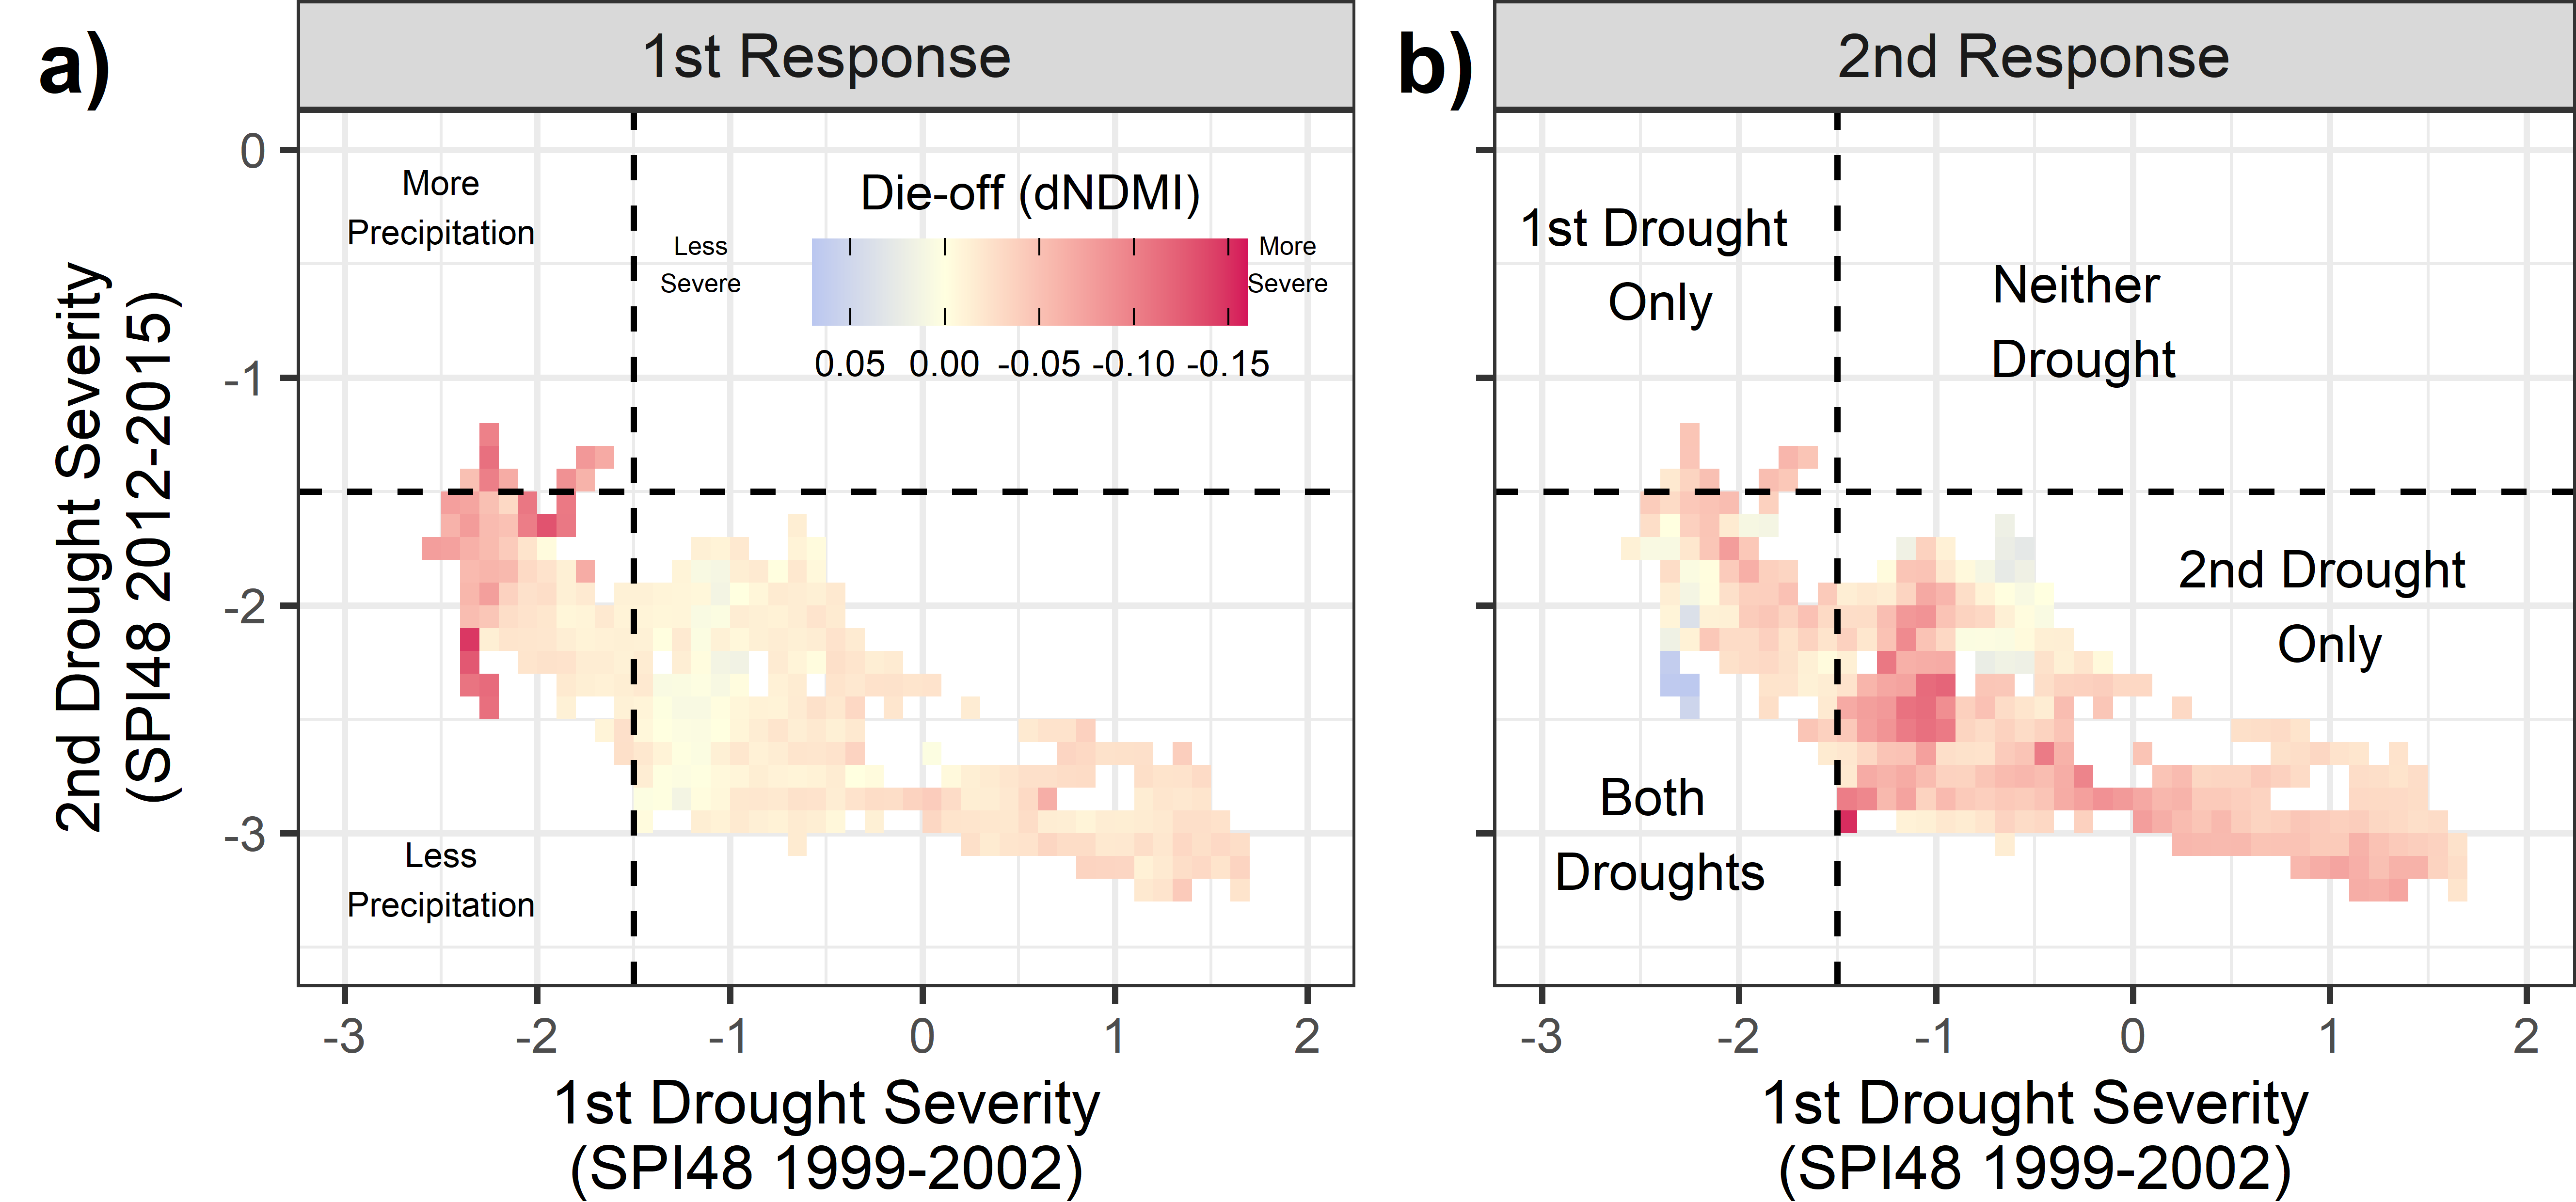 a)
1st Response
b)
2nd Response
2nd Drought Severity
(SPI48 2012-2015)
0
-1
-2
-3
More
Precipitation
Less
Severe
Die-off (dNDMI)
More
Severe
0.05 0.00 -0.05 -0.10 -0.15
Less
Precipitation
-3 -2 -1 0 1 2
1st Drought Severity
(SPI48 1999-2002)
1st Drought
Only
Neither
Drought
2nd Drought
Only
Both
Droughts
-3 -2 -1 0 1 2
1st Drought Severity
(SPI48 1999-2002)